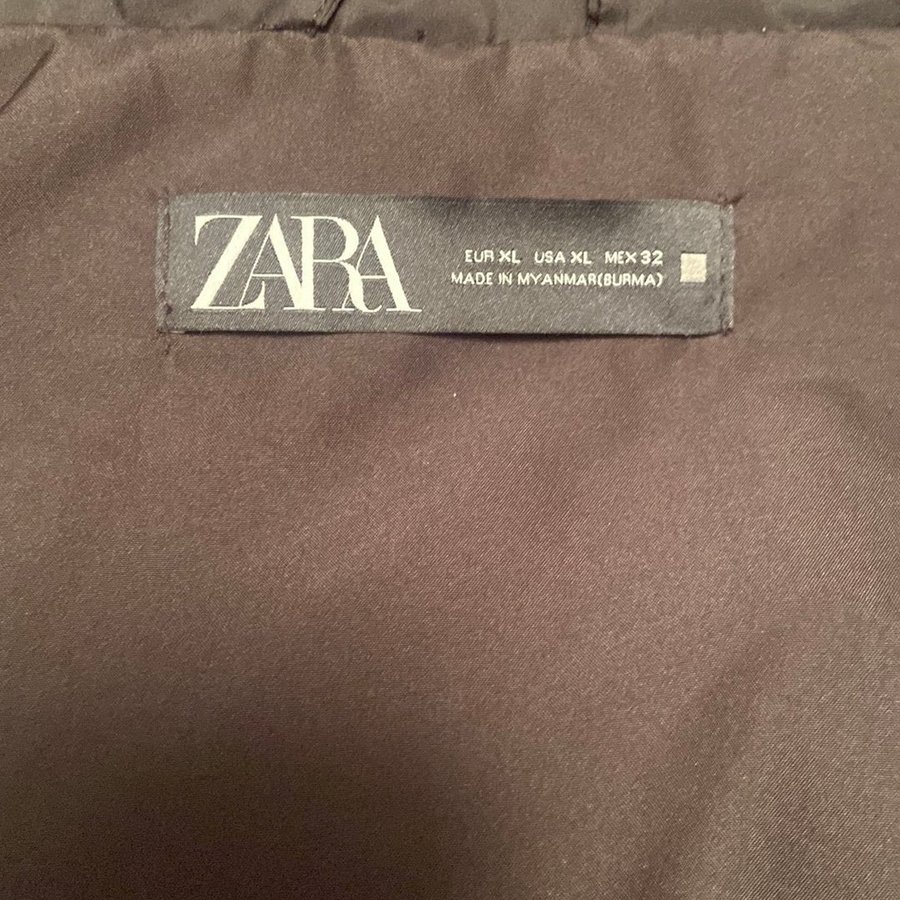 ZARA
EUR XL USA XL MEX 32
MADE IN MYANMAR(BURMA)